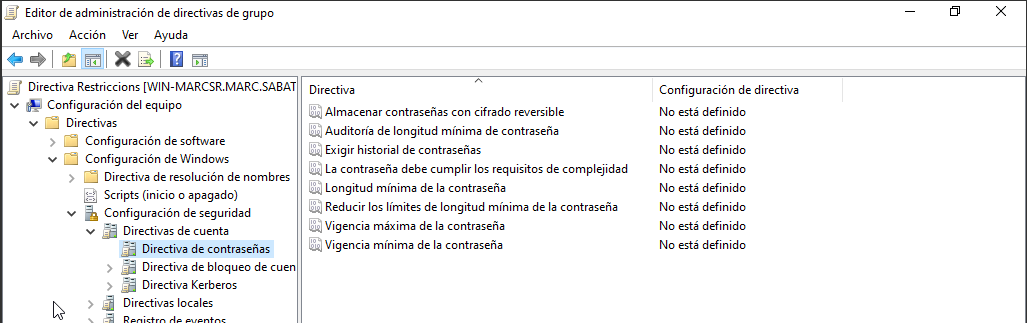 Editor de administración de directivas de grupo
Archivo Acción Ver Ayuda
Directiva Restriccions [WIN-MARCSR.MARC.SABAT
Configuración del equipo
Directivas
Configuración de software
Configuración de Windows
Directiva de resolución de nombres
Scripts (inicio o apagado)
Configuración de seguridad
Directivas de cuenta
Directiva de contraseñas
Directiva de bloqueo de cuen
Directiva Kerberos
Directivas locales
Registro de eventos
Directiva Configuración de directiva
Almacenar contraseñas con cifrado reversible No está definido
Auditoría de longitud mínima de contraseña No está definido
Exigir historial de contraseñas No está definido
La contraseña debe cumplir los requisitos de complejidad No está definido
Longitud mínima de la contraseña No está definido
Reducir los límites de longitud mínima de la contraseña No está definido
Vigencia máxima de la contraseña No está definido
Vigencia mínima de la contraseña No está definido